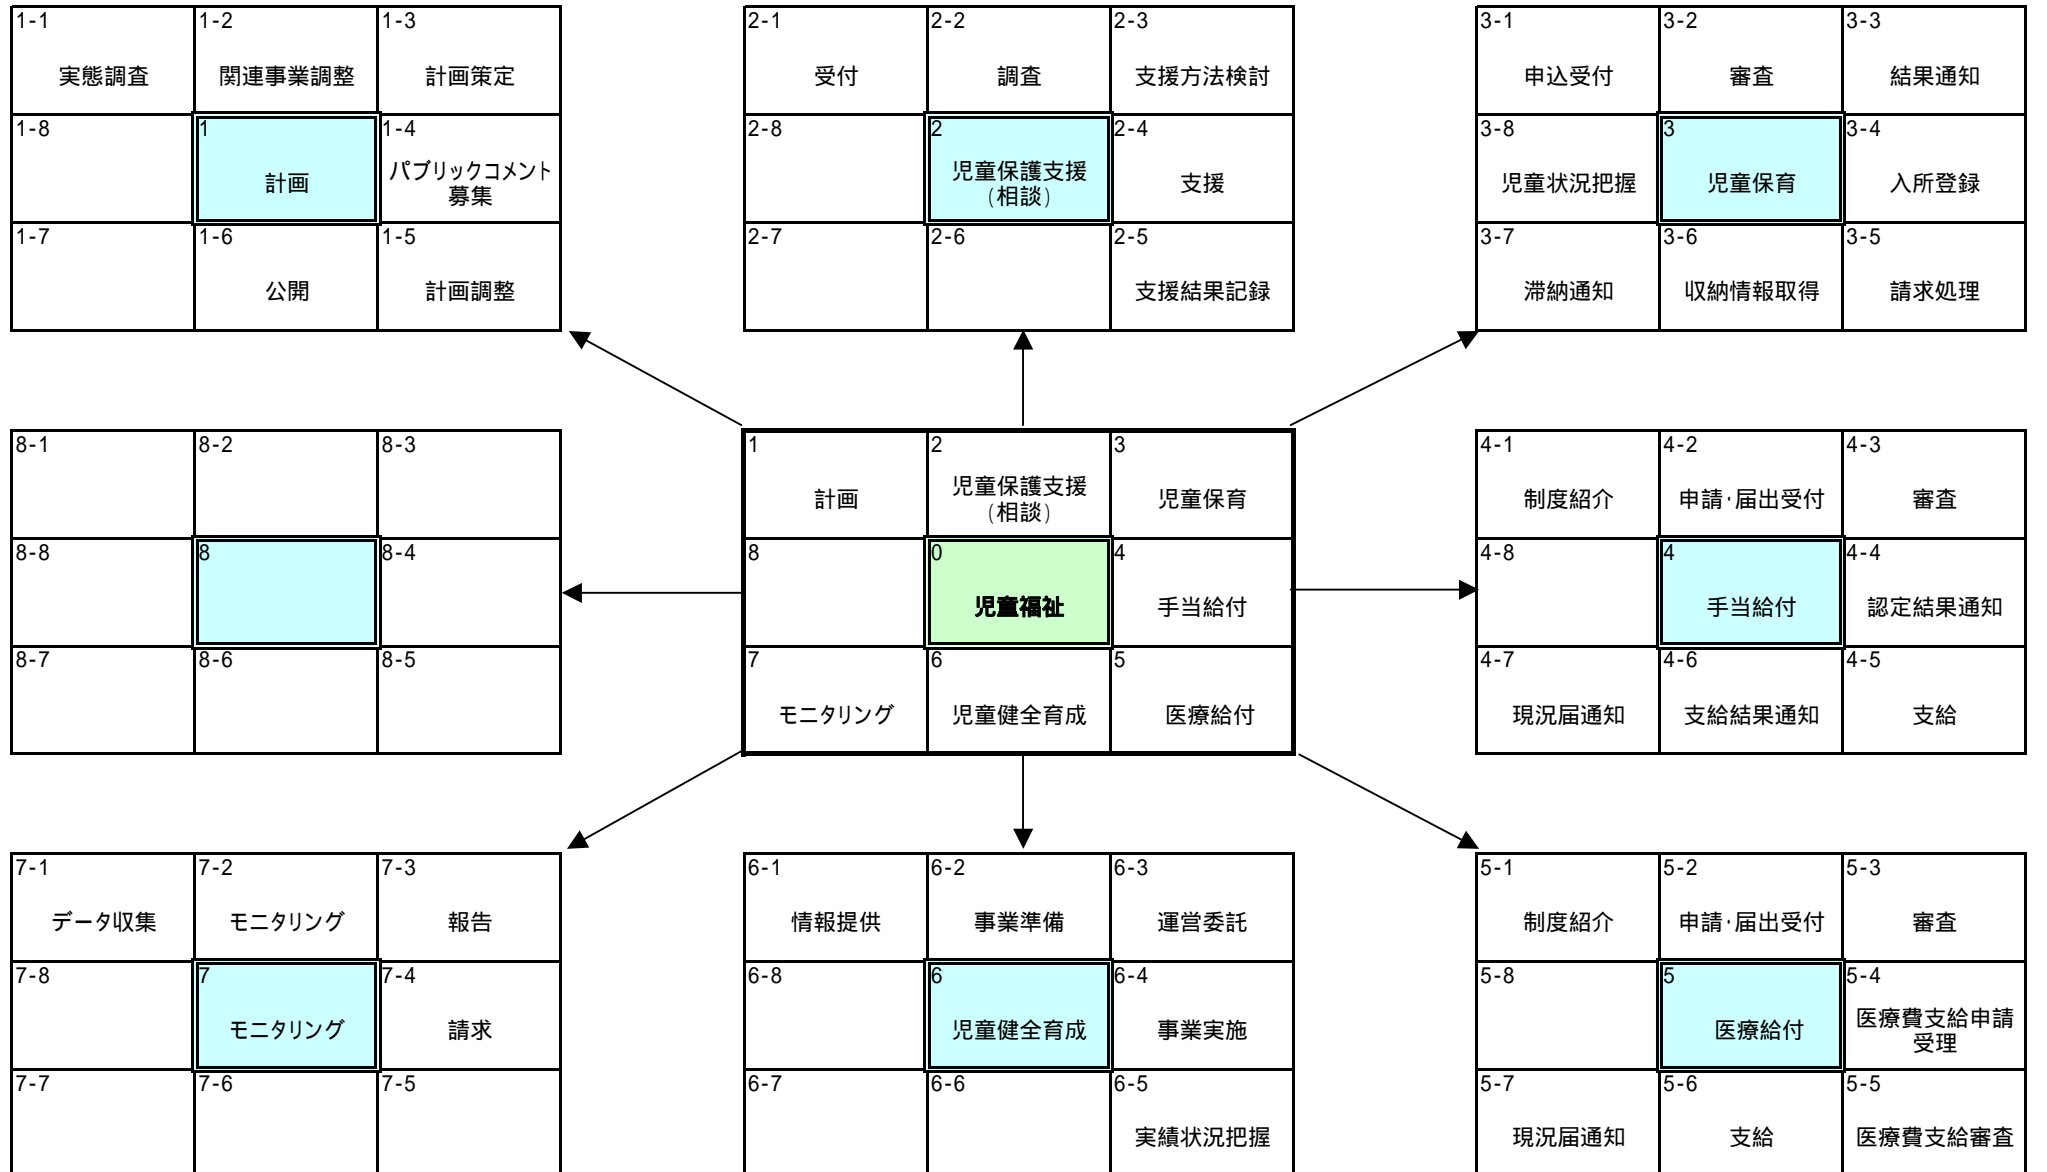 1-1
実態調査
1-2
関連事業調整
1-3
計画策定
1-8
1
計画
1-4
パブリックコメント
募集
1-7
1-6
公開
1-5
計画調整
2-1
受付
2-2
調査
2-3
支援方法検討
2-8
2
児童保護支援
(相談)
2-4
支援
2-7
2-6
2-5
支援結果記録
3-1
申込受付
3-2
審査
3-3
結果通知
3-8
児童状況把握
3
児童保育
3-4
入所登録
3-7
滞納通知
3-6
収納情報取得
3-5
請求処理
8-1
8-2
8-3
8-8
8
8-4
8-7
8-6
8-5
1
計画
2
児童保護支援
(相談)
3
児童保育
8
0
児童福祉
4
手当給付
7
モニタリング
6
児童健全育成
5
医療給付
4-1
制度紹介
4-2
申請・届出受付
4-3
審査
4-8
4
手当給付
4-4
認定結果通知
4-7
現況届通知
4-6
支給結果通知
4-5
支給
7-1
データ収集
7-2
モニタリング
7-3
報告
7-8
7
モニタリング
7-4
請求
7-7
7-6
7-5
6-1
情報提供
6-2
事業準備
6-3
運営委託
6-8
6
児童健全育成
6-4
事業実施
6-7
6-6
6-5
実績状況把握
5-1
制度紹介
5-2
申請・届出受付
5-3
審査
5-8
5
医療給付
5-4
医療費支給申請
受理
5-7
現況届通知
5-6
支給
5-5
医療費支給審査